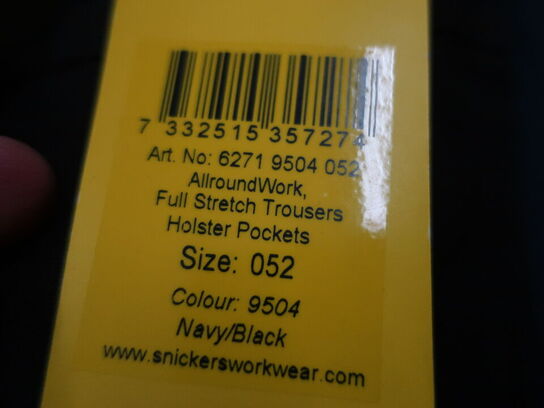 7 332515 357274
Art. No: 6271 9504 052
AllroundWork,
Full Stretch Trousers
Holster Pockets
Size: 052
Colour: 9504
Navy/Black
www.snickersworkwear.com